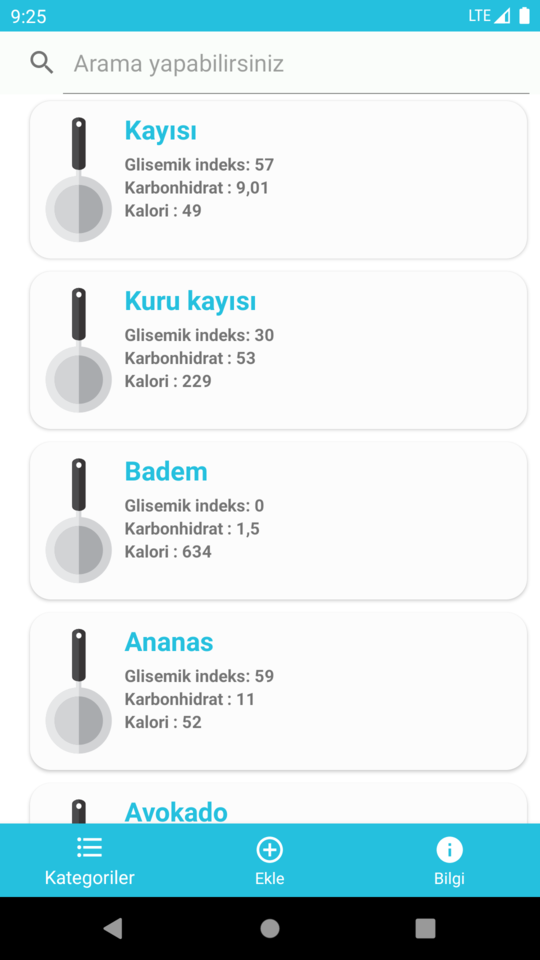 9:25
LTE
Arama yapabilirsiniz
Kayısı
Glisemik indeks: 57
Karbonhidrat : 9,01
Kalori : 49
Kuru kayısı
Glisemik indeks: 30
Karbonhidrat : 53
Kalori : 229
Badem
Glisemik indeks: 0
Karbonhidrat : 1,5
Kalori : 634
Ananas
Glisemik indeks: 59
Karbonhidrat : 11
Kalori : 52
Avokado
Kategoriler
Ekle
Bilgi